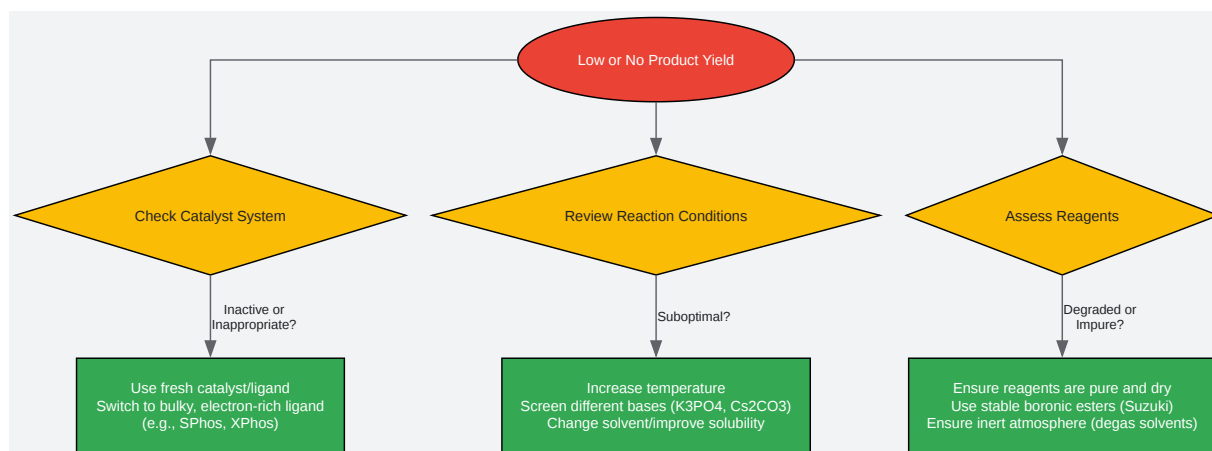 Low or No Product Yield
Check Catalyst System
Review Reaction Conditions
Assess Reagents
Inactive or
Inappropriate?
Suboptimal?
Degraded or
Impure?
Use fresh catalyst/ligand
Switch to bulky, electron-rich ligand
(e.g., SPhos, XPhos)
Increase temperature
Screen different bases (K3PO4, Cs2CO3)
Change solvent/improve solubility
Ensure reagents are pure and dry
Use stable boronic esters (Suzuki)
Ensure inert atmosphere (degas solvents)